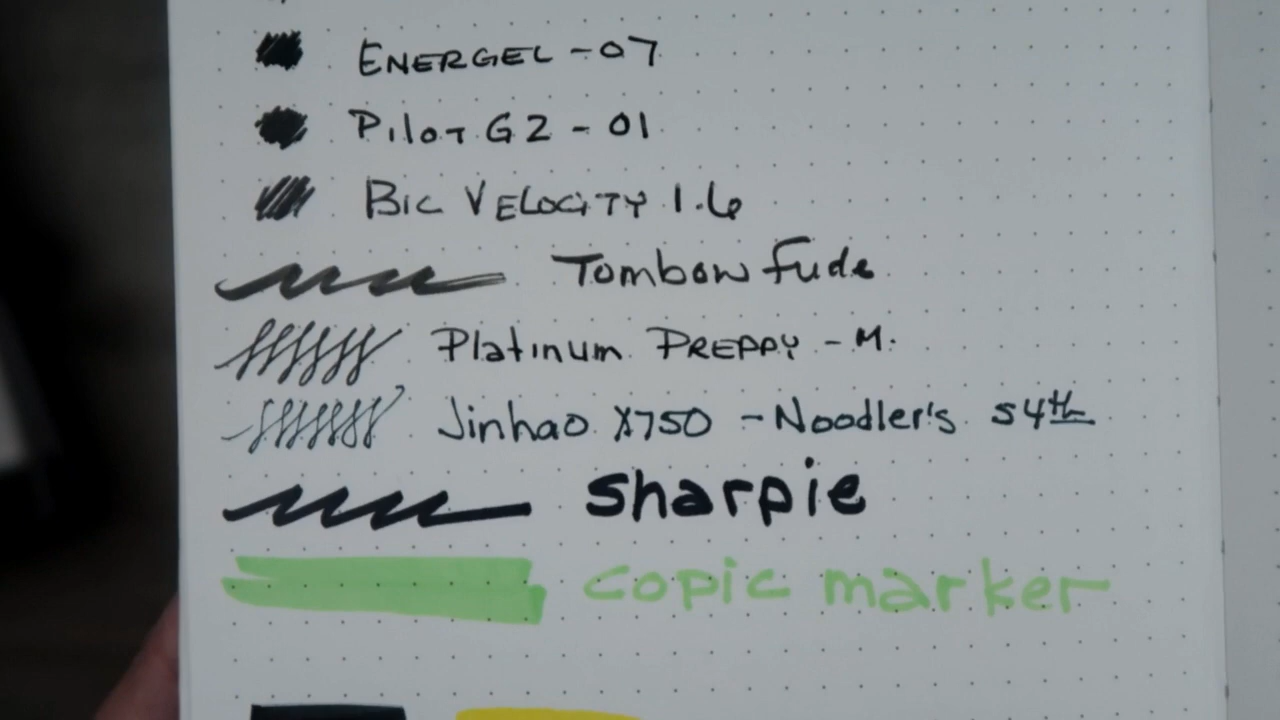 ENERGEL - 07
Pilot G2 - 01
Bic VELOCITY 1.6
Tombow fude
Platinum PREPPY - M.
Jinhao X750 - Noodler's 54th
sharpie
copic marker